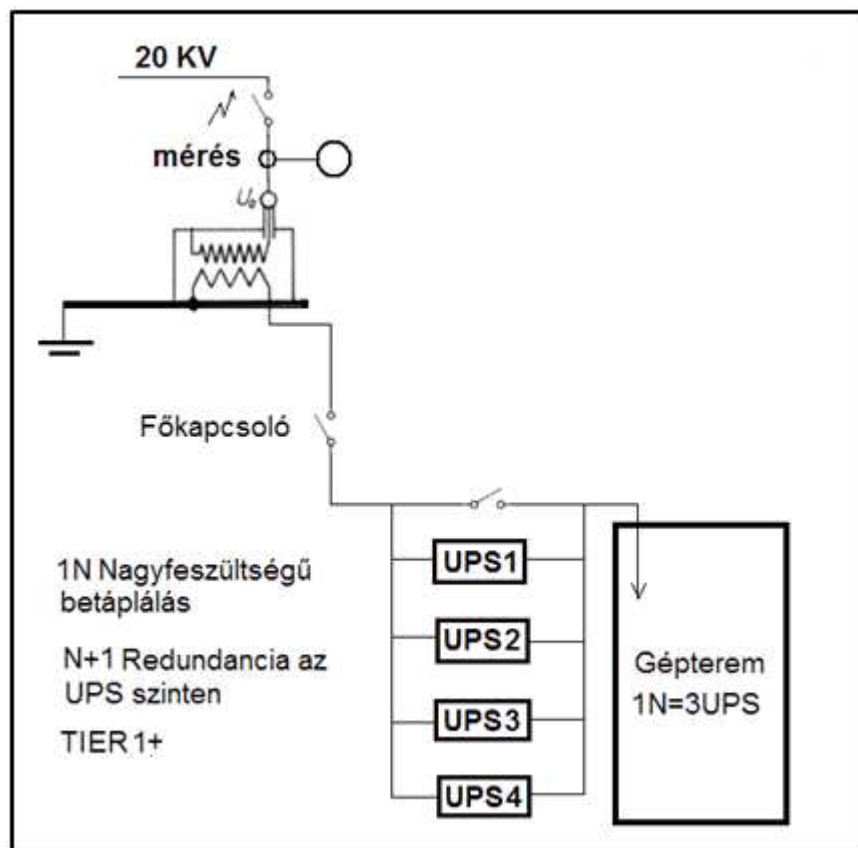 20 KV
mérés
U₀
Főkapcsoló
UPS1
UPS2
UPS3
UPS4
1N Nagyfeszültségű
betáplálás
N+1 Redundancia az
UPS szinten
TIER 1+
Gépterem
1N=3UPS